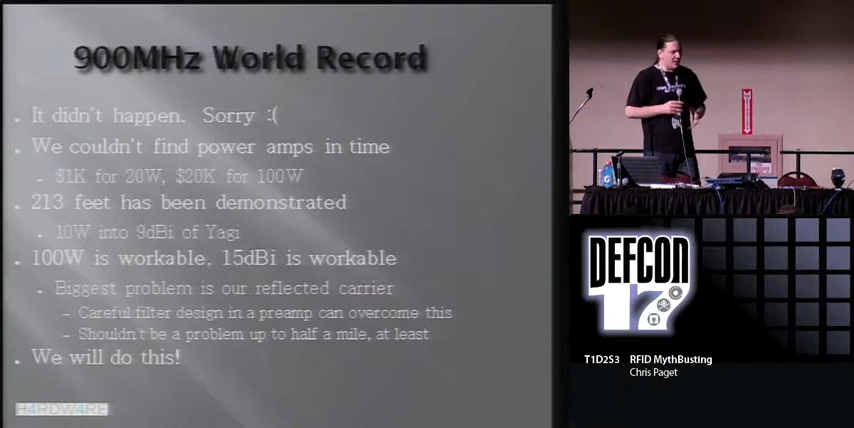 900MHz World Record
It didn't happen. Sorry :(
We couldn't find power amps in time
$1K for 20W, $20K for 100W
213 feet has been demonstrated
10W into 9dBi of Yagi
100W is workable, 15dBi is workable
Biggest problem is our reflected carrier
Careful filter design in a preamp can overcome this
Shouldn't be a problem up to half a mile, at least
We will do this!
H4RDW4RE
DEFCON
17
T1D2S3 RFID MythBusting
Chris Paget